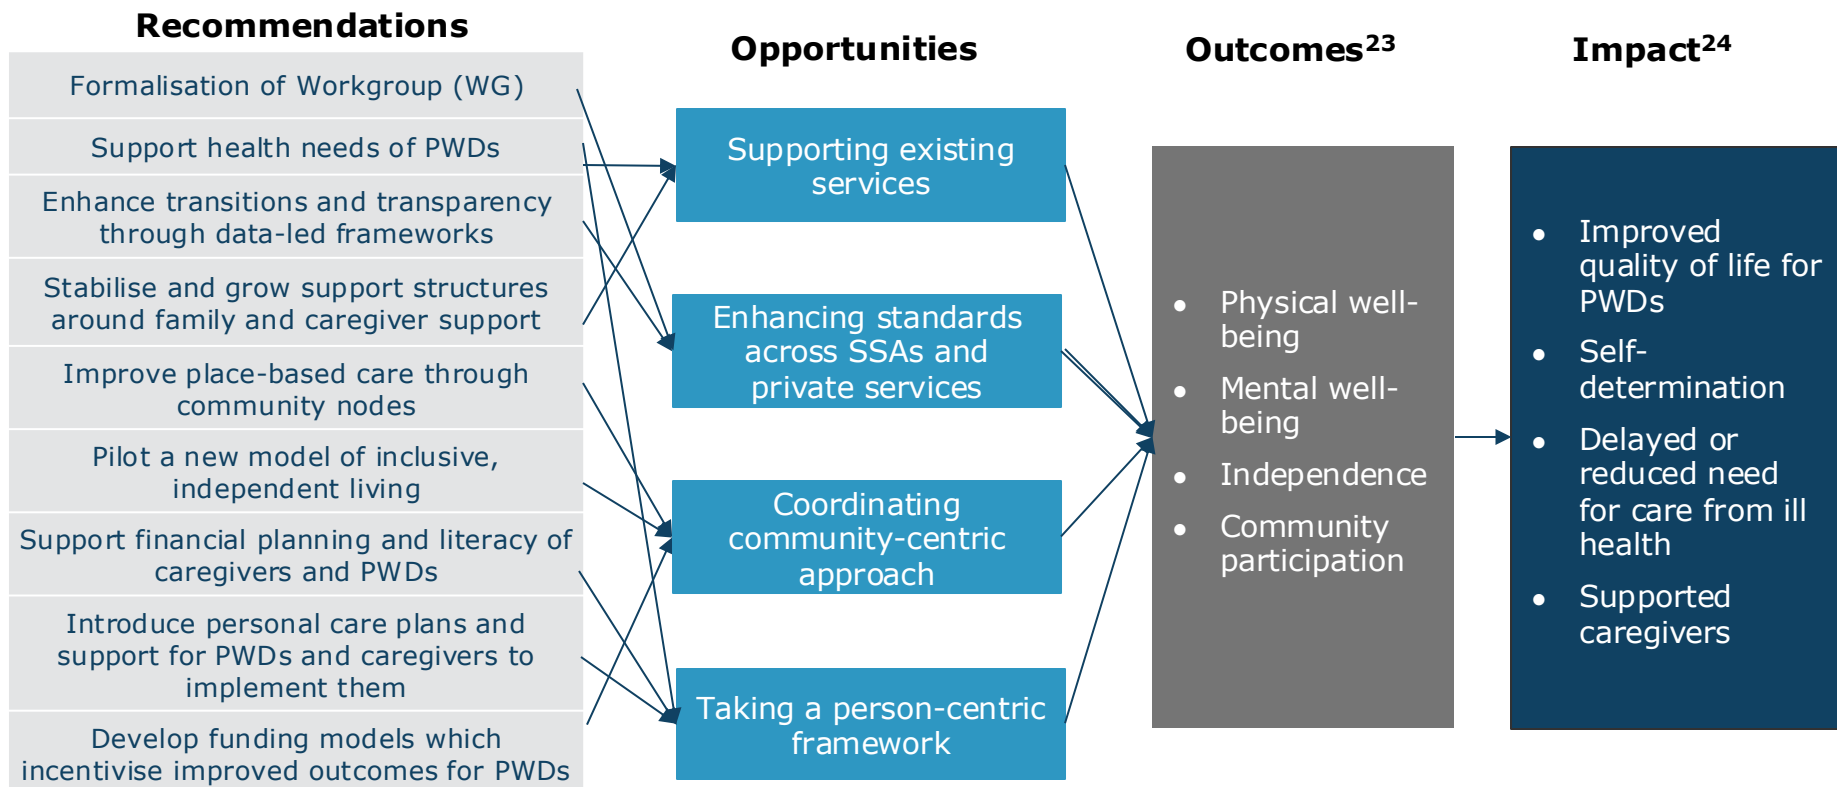 Recommendations
Formalisation of Workgroup (WG)
Support health needs of PWDs
Enhance transitions and transparency
through data-led frameworks
Stabilise and grow support structures
around family and caregiver support
Improve place-based care through
community nodes
Pilot a new model of inclusive,
independent living
Support financial planning and literacy of
caregivers and PWDs
Introduce personal care plans and
support for PWDs and caregivers to
implement them
Develop funding models which
incentivise improved outcomes for PWDs
Opportunities
Supporting existing
services
Enhancing standards
across SSAs and
private services
Coordinating
community-centric
approach
Taking a person-centric
framework
Outcomes²³
● Physical well-
being
● Mental well-
being
● Independence
● Community
participation
Impact²⁴
● Improved
quality of life for
PWDs
● Self-
determination
● Delayed or
reduced need
for care from ill
health
● Supported
caregivers